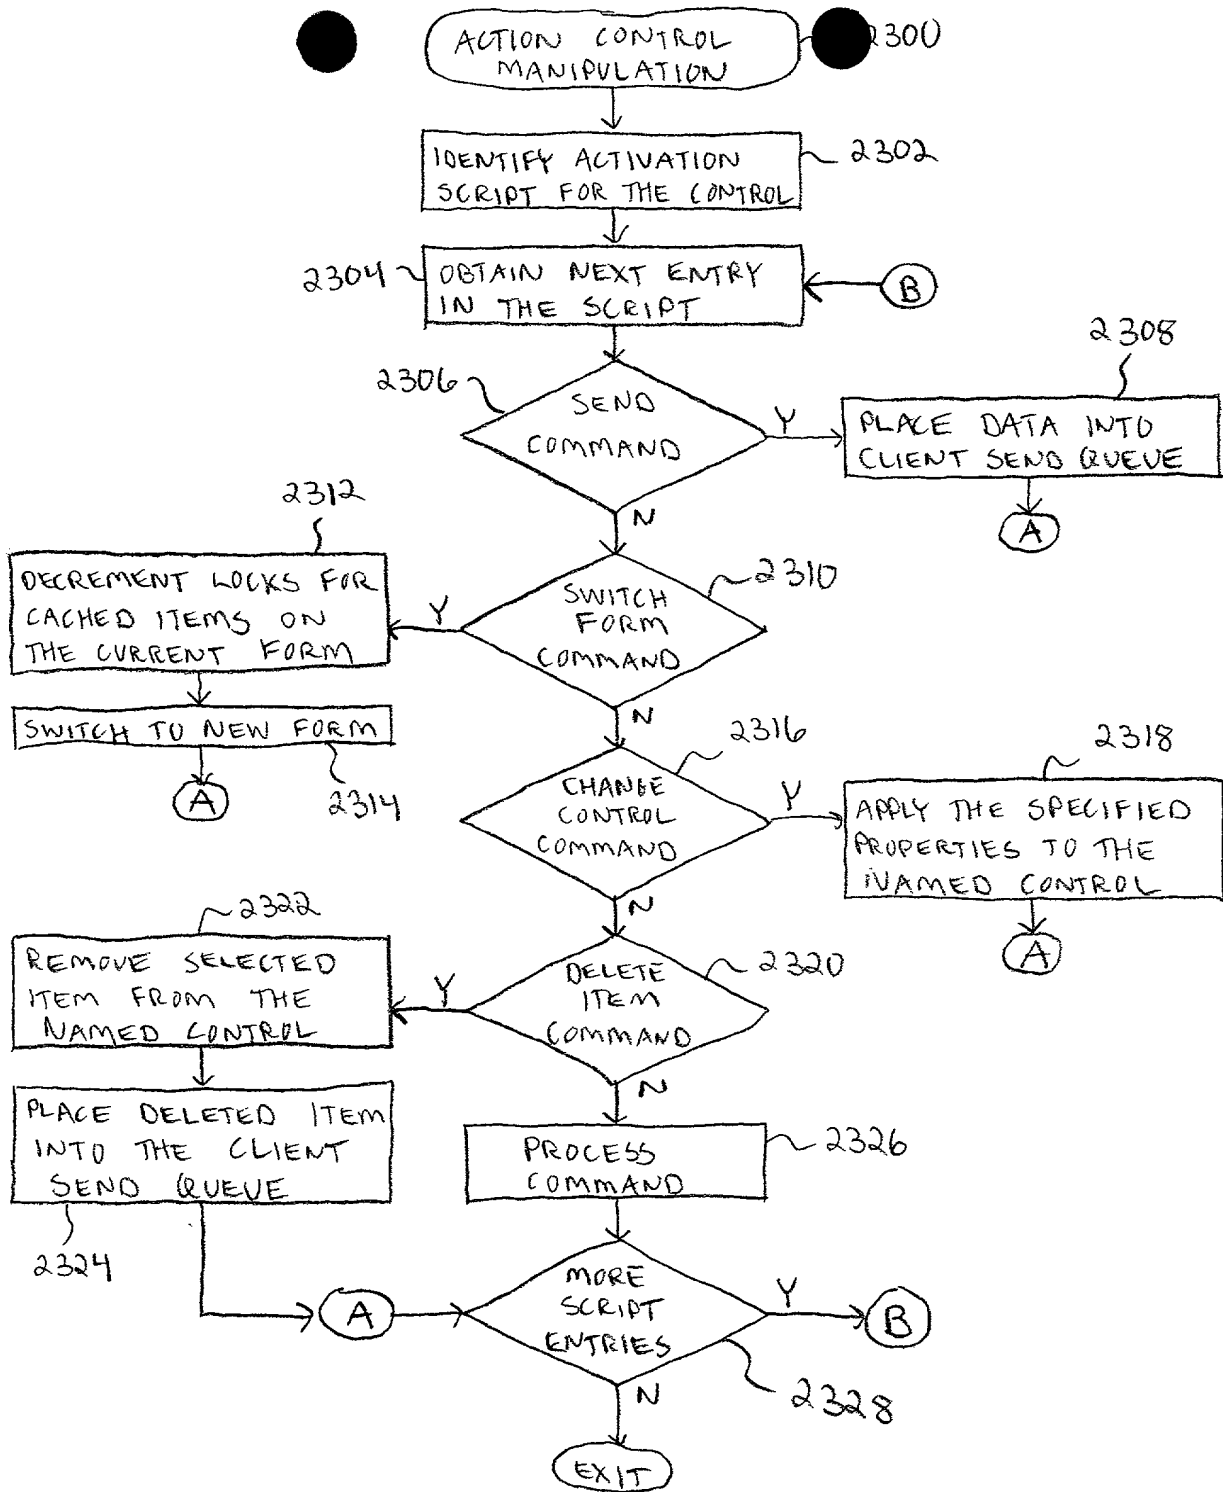 ACTION CONTROL
MANIPULATION
2300
IDENTIFY ACTIVATION
SCRIPT FOR THE CONTROL
2302
2304
OBTAIN NEXT ENTRY
IN THE SCRIPT
B
2306
SEND
COMMAND
Y
N
2308
PLACE DATA INTO
CLIENT SEND QUEUE
A
2312
DECREMENT LOCKS FOR
CACHED ITEMS ON
THE CURRENT FORM
Y
SWITCH
FORM
COMMAND
2310
N
SWITCH TO NEW FORM
2314
A
2316
CHANGE
CONTROL
COMMAND
Y
N
2318
APPLY THE SPECIFIED
PROPERTIES TO THE
NAMED CONTROL
A
2322
REMOVE SELECTED
ITEM FROM THE
NAMED CONTROL
Y
DELETE
ITEM
COMMAND
2320
N
PLACE DELETED ITEM
INTO THE CLIENT
SEND QUEUE
2324
PROCESS
COMMAND
2326
A
MORE
SCRIPT
ENTRIES
Y
B
2328
N
EXIT